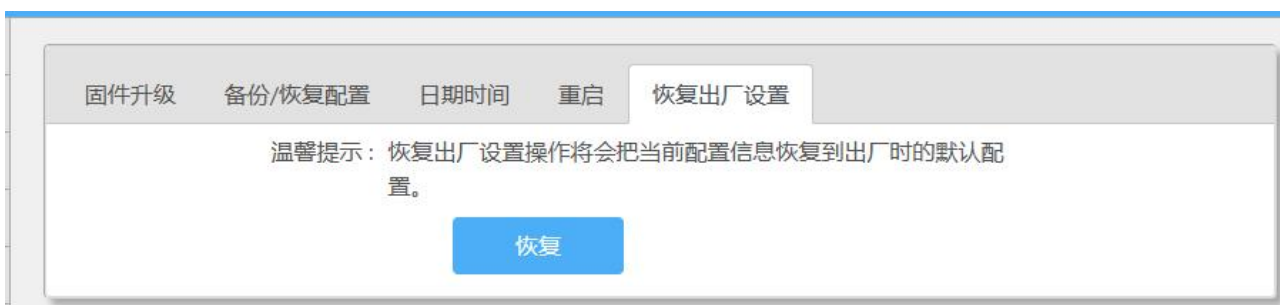 固件升级 备份/恢复配置 日期时间 重启 恢复出厂设置
温馨提示：恢复出厂设置操作将会把当前配置信息恢复到出厂时的默认配
置。
恢复